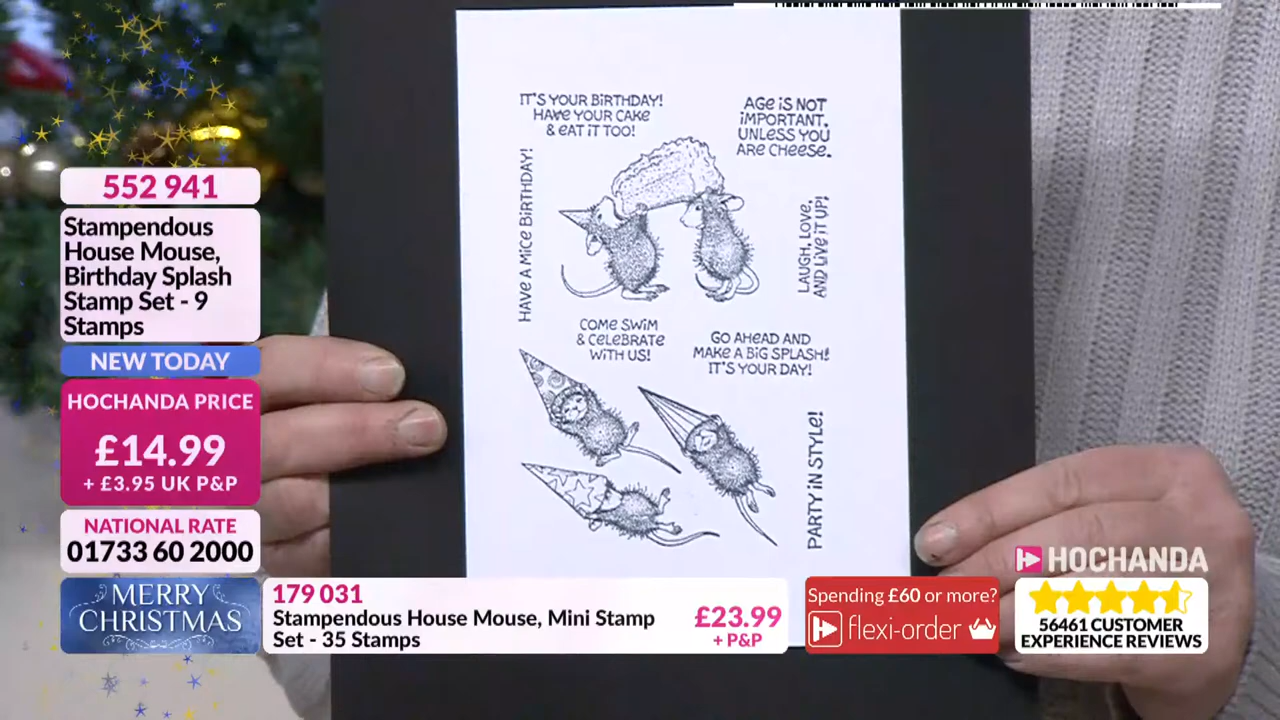 IT'S YOUR BIRTHDAY!
HAVE YOUR CAKE
& EAT IT TOO!
AGE IS NOT
IMPORTANT.
UNLESS YOU
ARE CHEESE.
HAVE A MICE BIRTHDAY!
LAUGH, LOVE,
AND LIVE IT UP!
COME SWIM
& CELEBRATE
WITH US!
GO AHEAD AND
MAKE A BIG SPLASH!
IT'S YOUR DAY!
PARTY IN STYLE!
552 941
Stampendous
House Mouse,
Birthday Splash
Stamp Set - 9
Stamps
NEW TODAY
HOCHANDA PRICE
£14.99
+ £3.95 UK P&P
NATIONAL RATE
01733 60 2000
MERRY
CHRISTMAS
179 031
Stampendous House Mouse, Mini Stamp
Set - 35 Stamps
£23.99
+ P&P
Spending £60 or more?
flexi-order
HOCHANDA
56461 CUSTOMER
EXPERIENCE REVIEWS